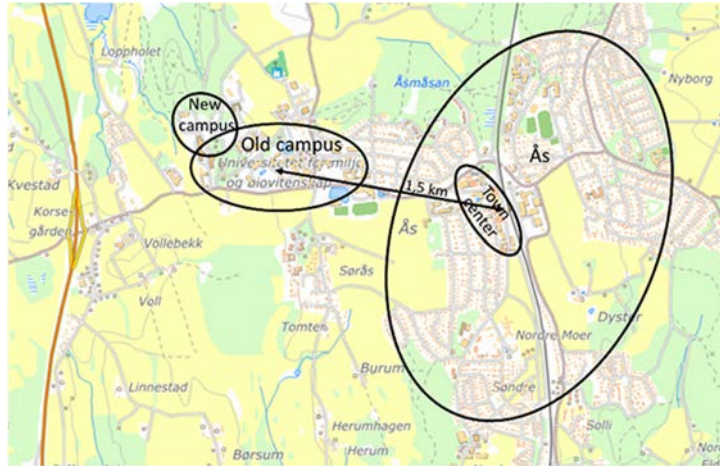 Loppholet
Åsmåsan
Nyborg
New
campus
Old campus
Universitetet for miljø
og biovitenskap
Ås
2
1,5 km
Town
center
Kvestad
Korse-
gården
Vollebekk
Ås
Sørås
Voll
Tomter
Dyster
Nordre Moer
Burum
Linnestad
Søndre
Herumhagen
Solli
Børsum
Herum